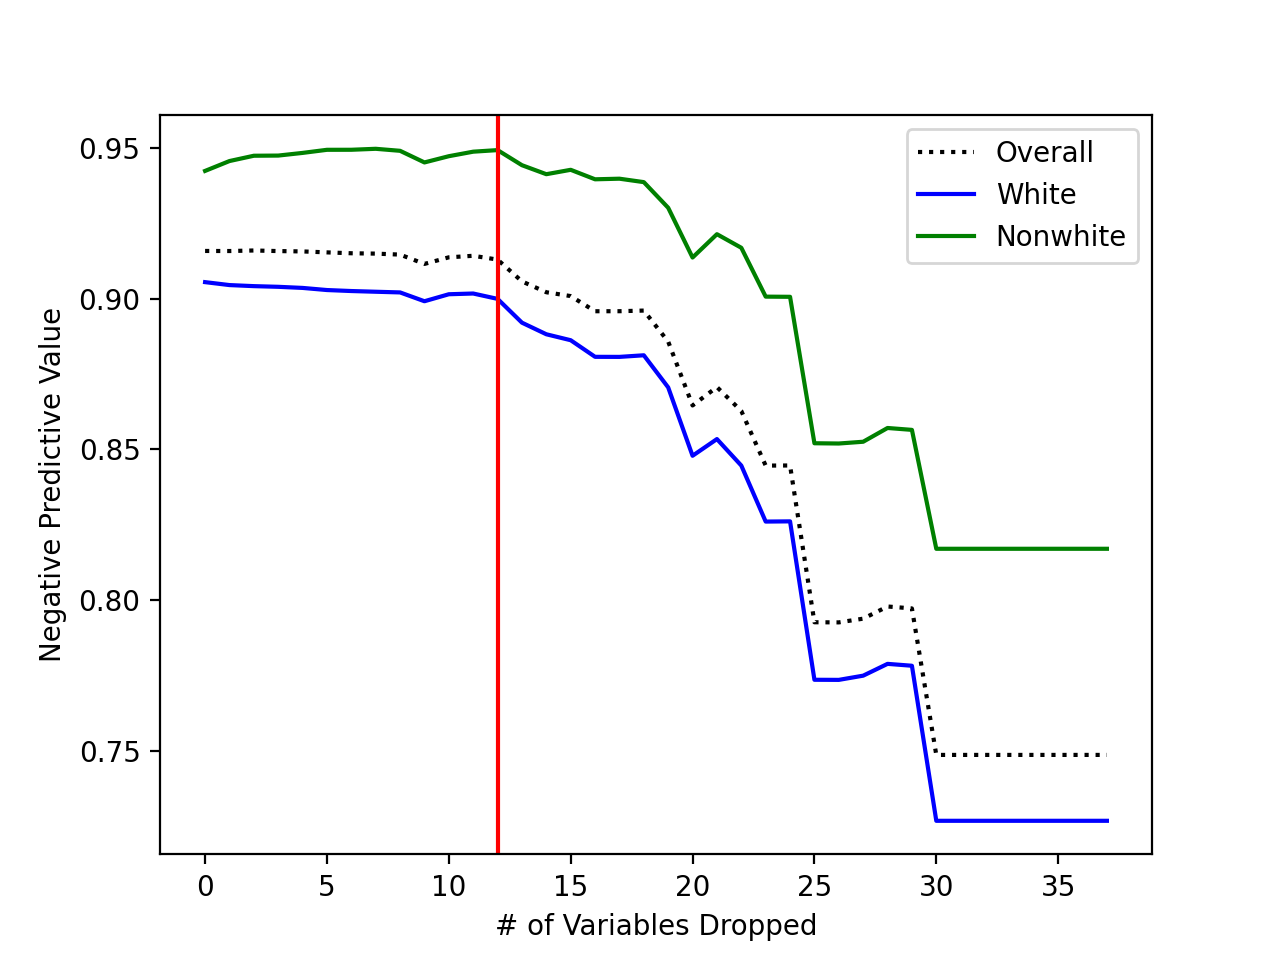 Overall
White
Nonwhite
0.95
0.90
0.85
0.80
0.75
Negative Predictive Value
0 5 10 15 20 25 30 35
# of Variables Dropped